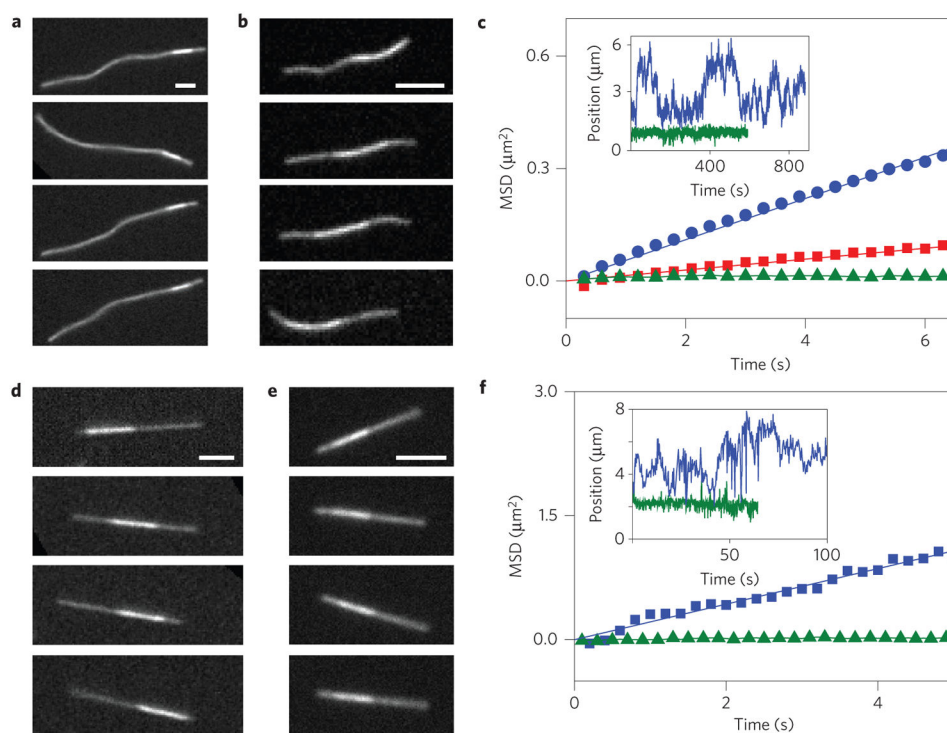 a
b
c
0.6
0.3
0.0
MSD (μm²)
6
3
0
Position (μm)
400 800
Time (s)
0 2 4 6
Time (s)
d
e
f
3.0
1.5
0.0
MSD (μm²)
8
6
4
2
0
Position (μm)
50 100
Time (s)
0 2 4
Time (s)